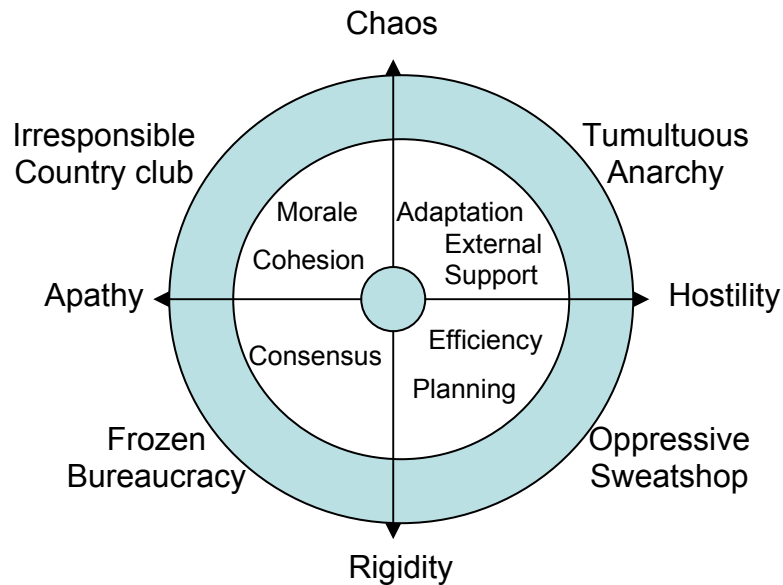 Chaos
Irresponsible
Country club
Tumultuous
Anarchy
Morale
Adaptation
Cohesion
External
Support
Apathy
Hostility
Consensus
Efficiency
Planning
Frozen
Bureaucracy
Oppressive
Sweatshop
Rigidity